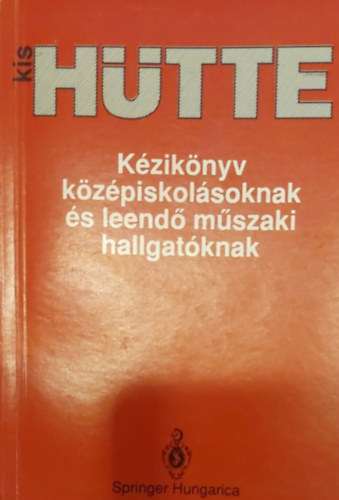 kis
HÜTTE
Kézikönyv
középiskolásoknak
és leendő műszaki
hallgatóknak
Springer Hungarica